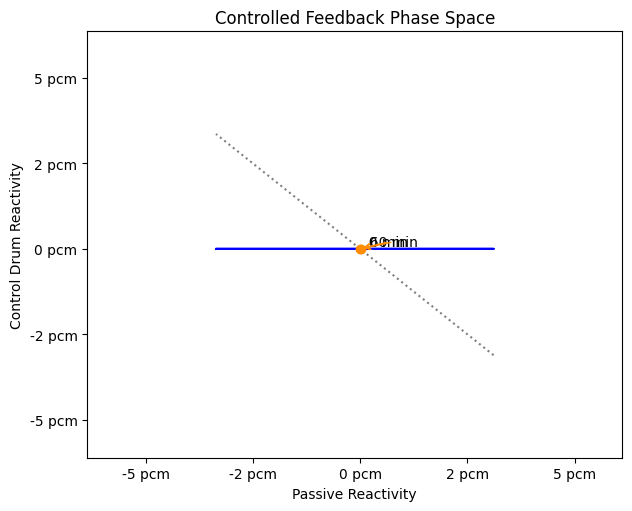 Controlled Feedback Phase Space
5 pcm
2 pcm
0 pcm
-2 pcm
-5 pcm
Control Drum Reactivity
min
-5 pcm
-2 pcm
0 pcm
2 pcm
5 pcm
Passive Reactivity